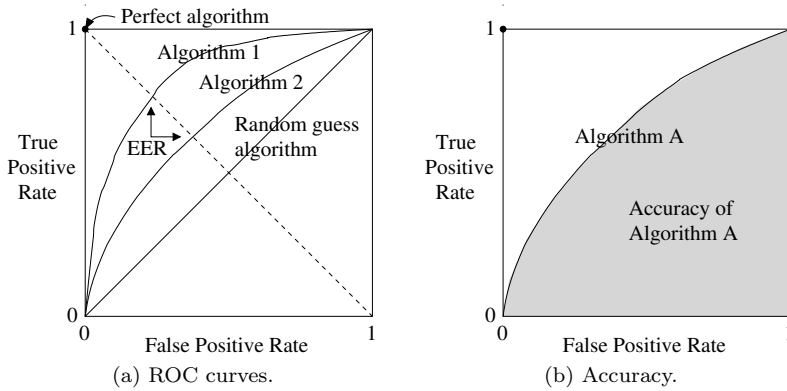 Perfect algorithm
1
Algorithm 1
Algorithm 2
Random guess
algorithm
EER
True
Positive
Rate
0
0
1
False Positive Rate
(a) ROC curves.
1
Algorithm A
True
Positive
Rate
Accuracy of
Algorithm A
0
0
1
False Positive Rate
(b) Accuracy.